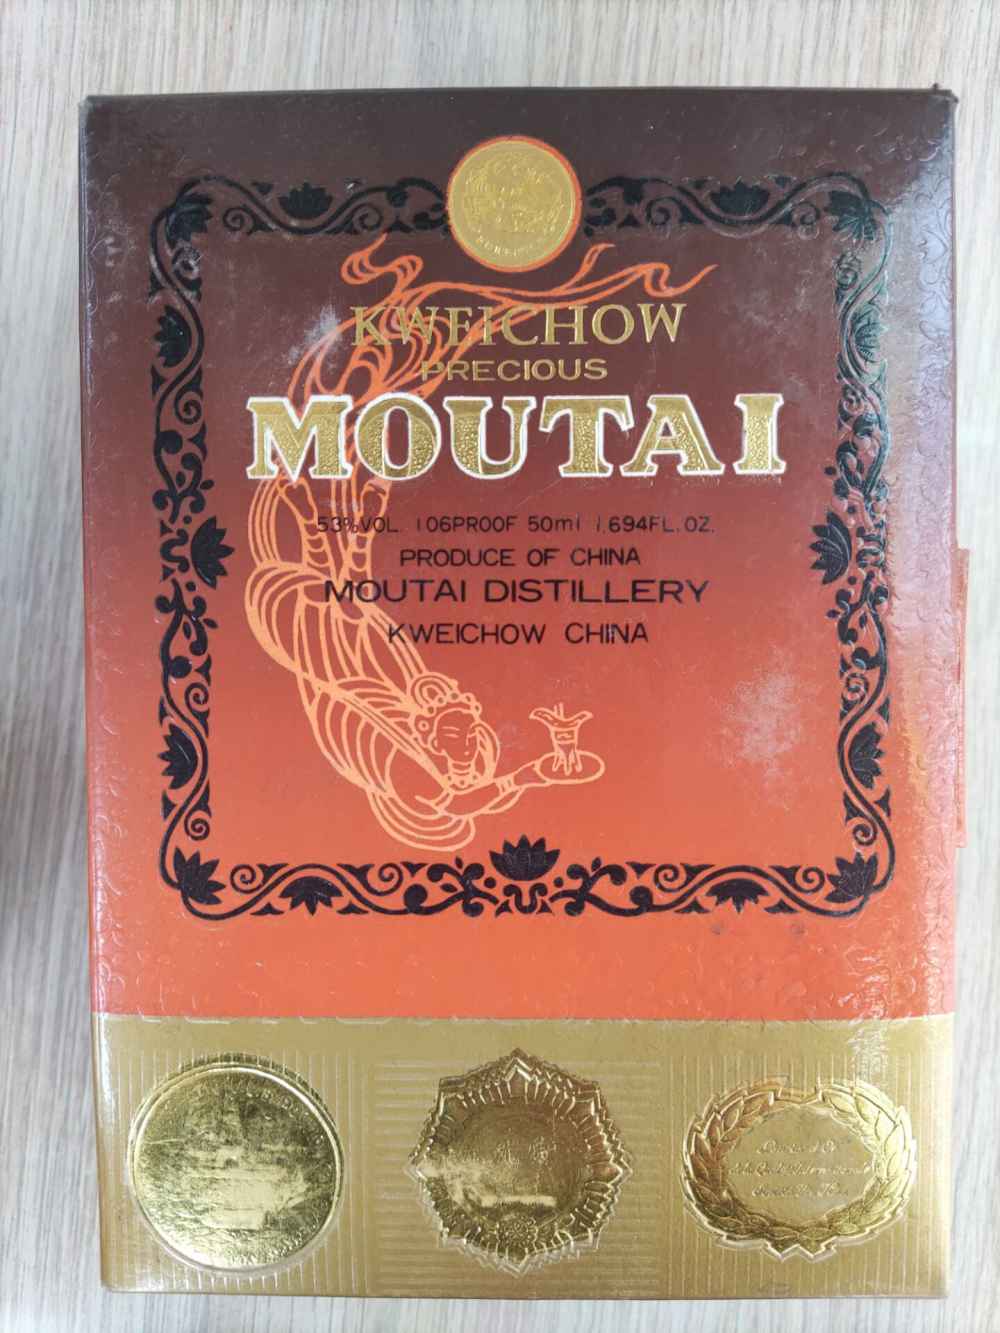 KWEICHOW
PRECIOUS
MOUTAI
53%VOL. 106PROOF 50ml 1.694FL.OZ.
PRODUCE OF CHINA
MOUTAI DISTILLERY
KWEICHOW CHINA